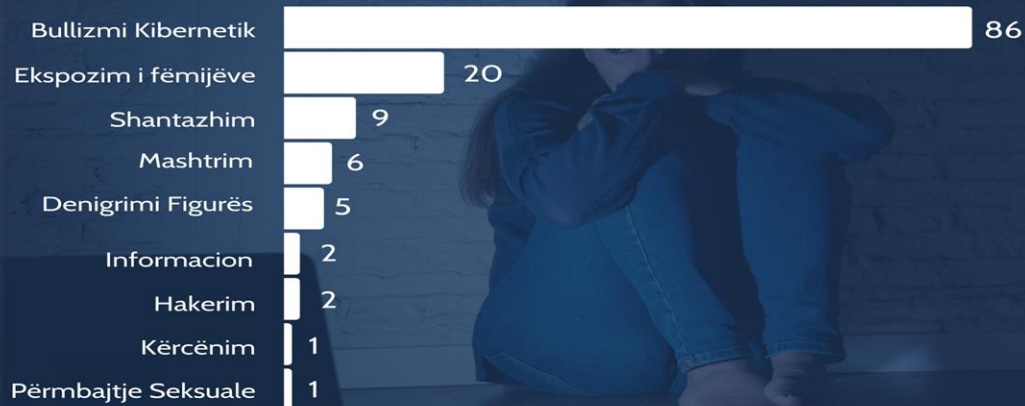 Bullizmi Kibernetik 86
Ekspozim i fëmijëve 20
Shantazhim 9
Mashtrim 6
Denigrimi Figurës 5
Informacion 2
Hakerim 2
Kërcënim 1
Përmbajtje Seksuale 1